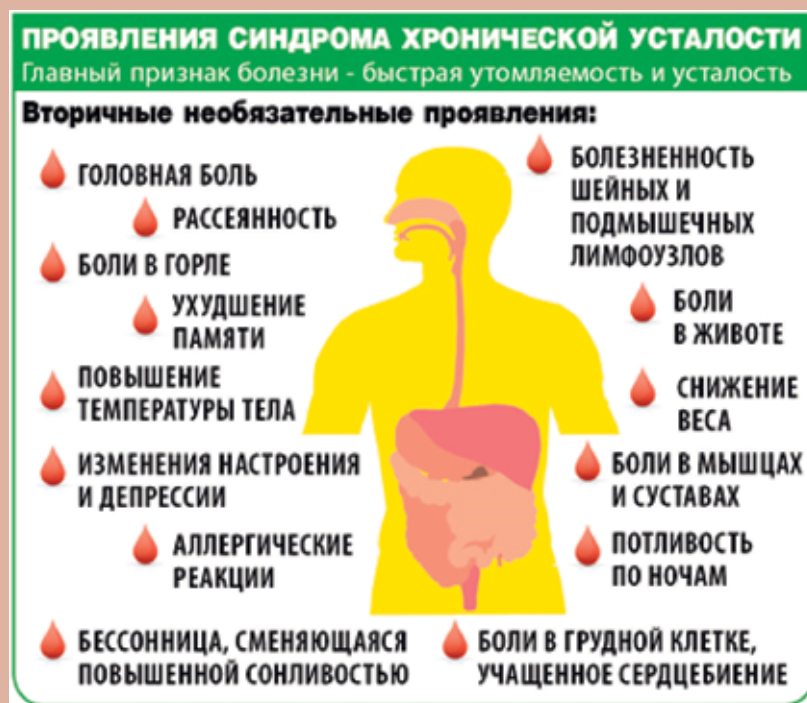 ПРОЯВЛЕНИЯ СИНДРОМА ХРОНИЧЕСКОЙ УСТАЛОСТИ
Главный признак болезни - быстрая утомляемость и усталость
Вторичные необязательные проявления:
ГОЛОВНАЯ БОЛЬ
РАССЕЯННОСТЬ
БОЛИ В ГОРЛЕ
УХУДШЕНИЕ
ПАМЯТИ
ПОВЫШЕНИЕ
ТЕМПЕРАТУРЫ ТЕЛА
ИЗМЕНЕНИЯ НАСТРОЕНИЯ
И ДЕПРЕССИИ
АЛЛЕРГИЧЕСКИЕ
РЕАКЦИИ
БЕССОННИЦА, СМЕНЯЮЩАЯСЯ
ПОВЫШЕННОЙ СОНЛИВОСТЬЮ
БОЛЕЗНЕННОСТЬ
ШЕЙНЫХ И
ПОДМЫШЕЧНЫХ
ЛИМФОУЗЛОВ
БОЛИ
В ЖИВОТЕ
СНИЖЕНИЕ
ВЕСА
БОЛИ В МЫШЦАХ
И СУСТАВАХ
ПОТЛИВОСТЬ
ПО НОЧАМ
БОЛИ В ГРУДНОЙ КЛЕТКЕ,
УЧАЩЕННОЕ СЕРДЦЕБИЕНИЕ